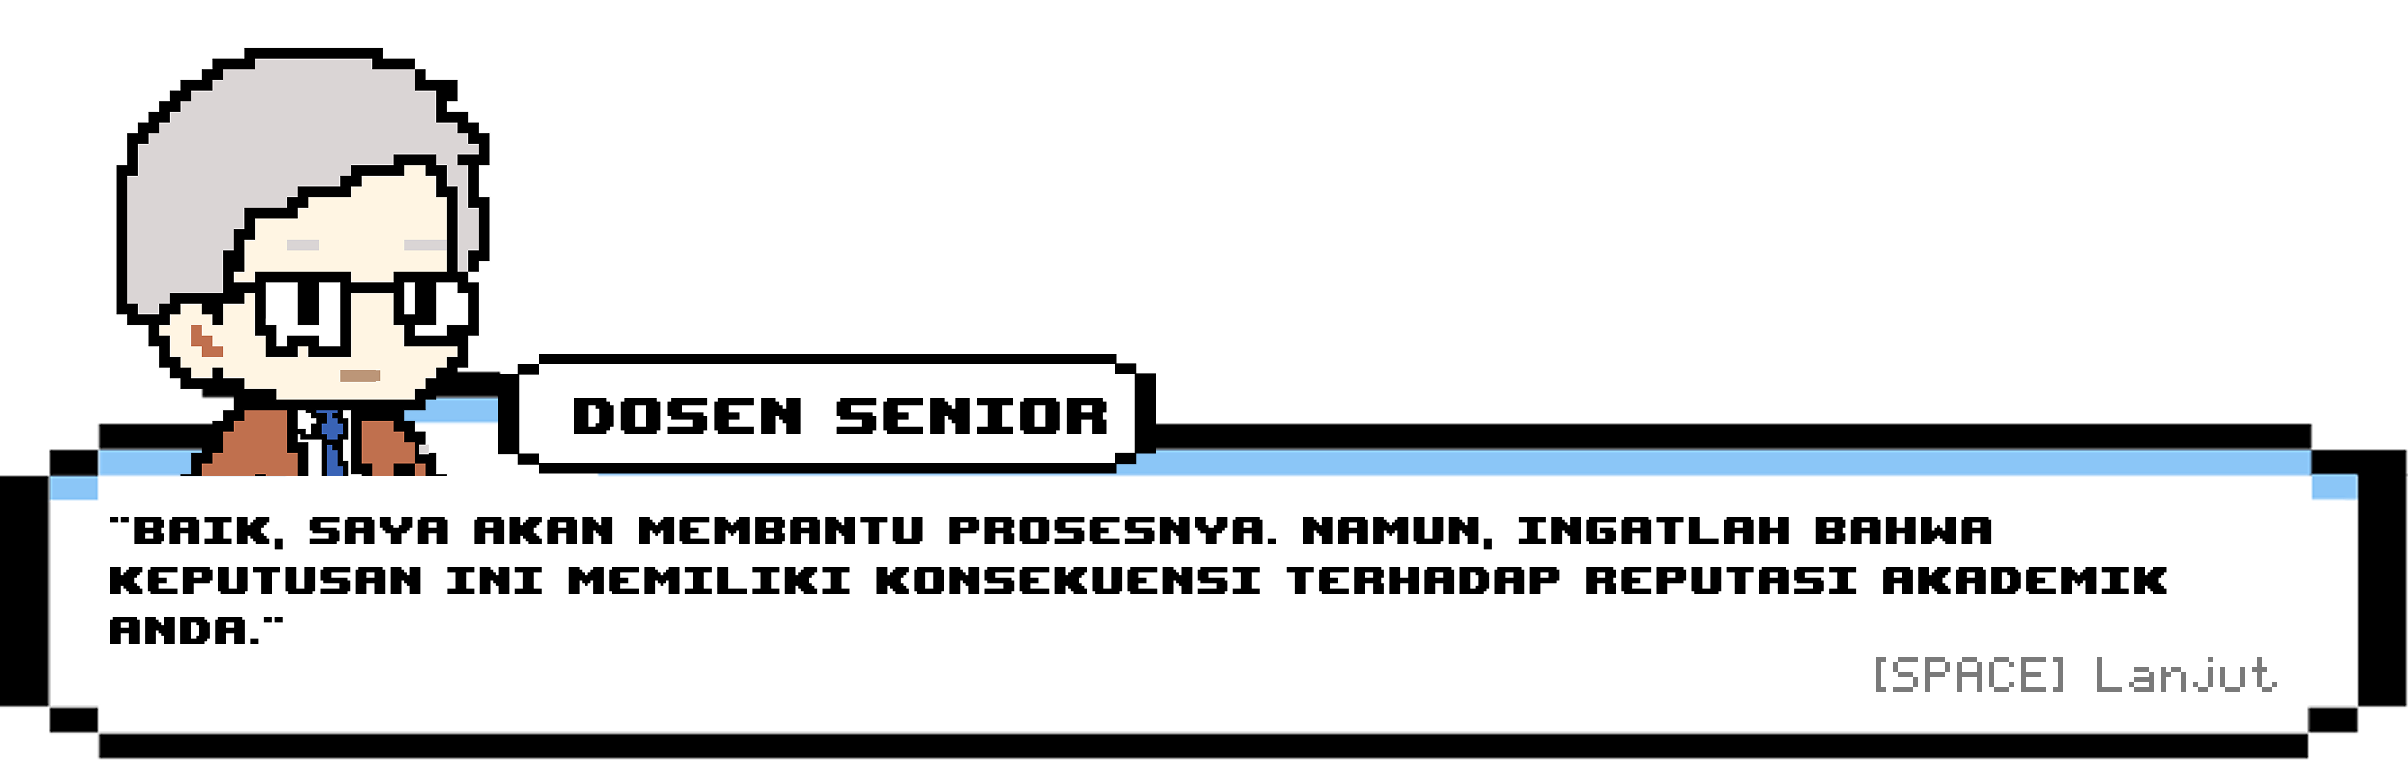 DOSEN SENIOR
"BAIK, SAYA AKAN MEMBANTU PROSESNYA. NAMUN, INGATLAH BAHWA
KEPUTUSAN INI MEMILIKI KONSEKUENSI TERHADAP REPUTASI AKADEMIK
ANDA."
[SPACE] Lanjut